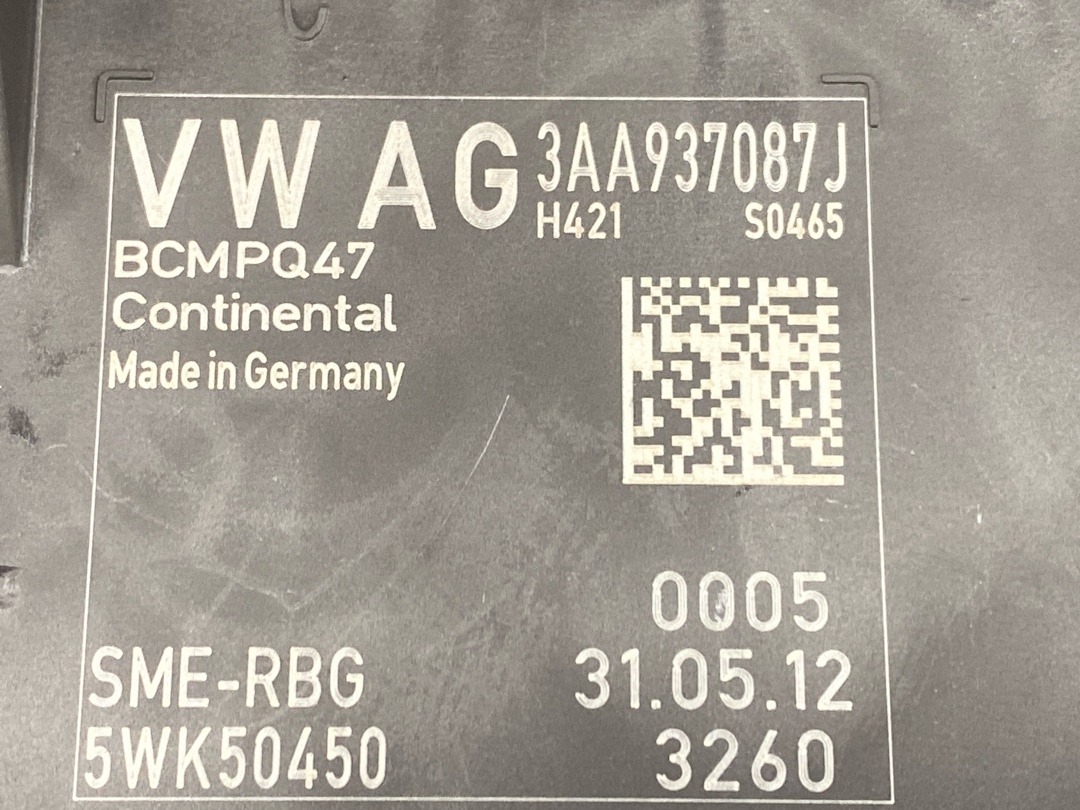 VW AG 3AA937087J
H421 S0465
BCMPQ47
Continental
Made in Germany
0005
SME-RBG 31.05.12
5WK50450 3260